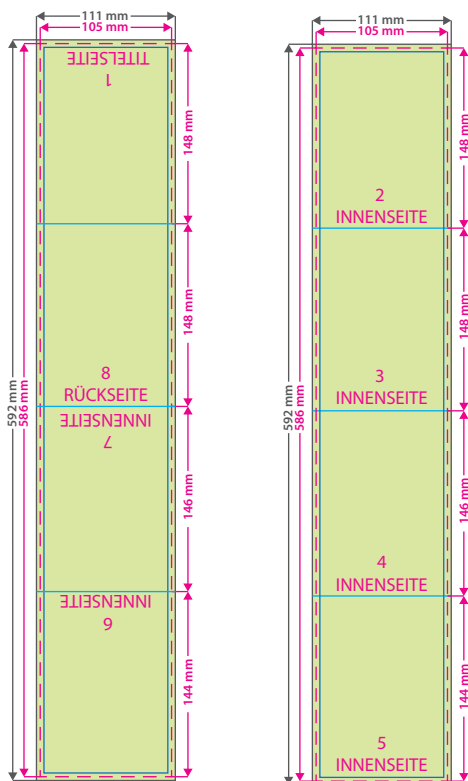 111 mm
105 mm
1
TITELSEITE
148 mm
148 mm
8
RÜCKSEITE
592 mm
586 mm
7
INNENSEITE
146 mm
6
INNENSEITE
144 mm
111 mm
105 mm
148 mm
2
INNENSEITE
148 mm
3
INNENSEITE
592 mm
586 mm
146 mm
4
INNENSEITE
144 mm
5
INNENSEITE